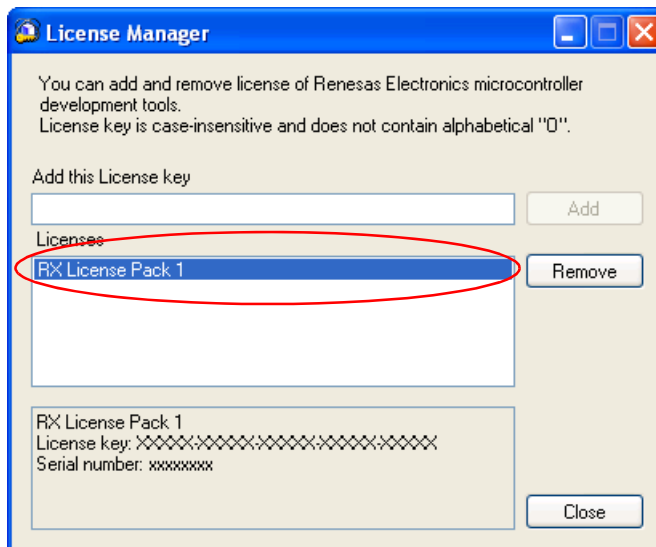 License Manager
You can add and remove license of Renesas Electronics microcontroller
development tools.
License key is case-insensitive and does not contain alphabetical "O".
Add this License key
Add
Licenses
RX License Pack 1
Remove
RX License Pack 1
License key: XXXXX-XXXXX-XXXXX-XXXXX-XXXXX
Serial number: xxxxxxxx
Close